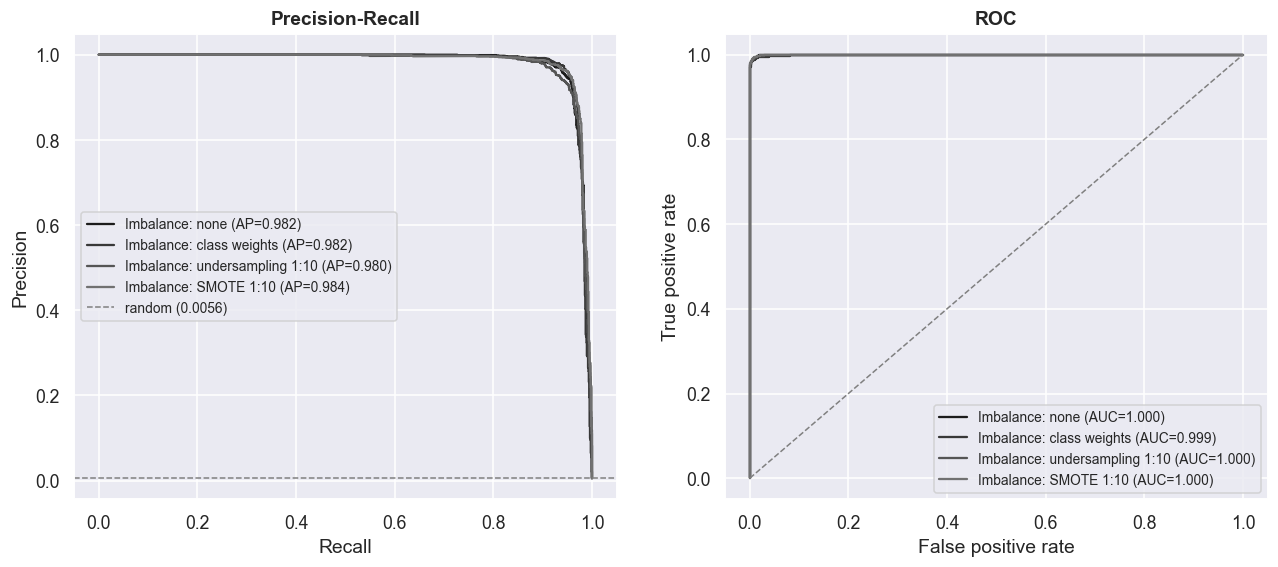 Precision-Recall
1.0
0.8
0.6
0.4
0.2
0.0
Precision
Imbalance: none (AP=0.982)
Imbalance: class weights (AP=0.982)
Imbalance: undersampling 1:10 (AP=0.980)
Imbalance: SMOTE 1:10 (AP=0.984)
random (0.0056)
0.0 0.2 0.4 0.6 0.8 1.0
Recall
ROC
1.0
0.8
0.6
0.4
0.2
0.0
True positive rate
Imbalance: none (AUC=1.000)
Imbalance: class weights (AUC=0.999)
Imbalance: undersampling 1:10 (AUC=1.000)
Imbalance: SMOTE 1:10 (AUC=1.000)
0.0 0.2 0.4 0.6 0.8 1.0
False positive rate